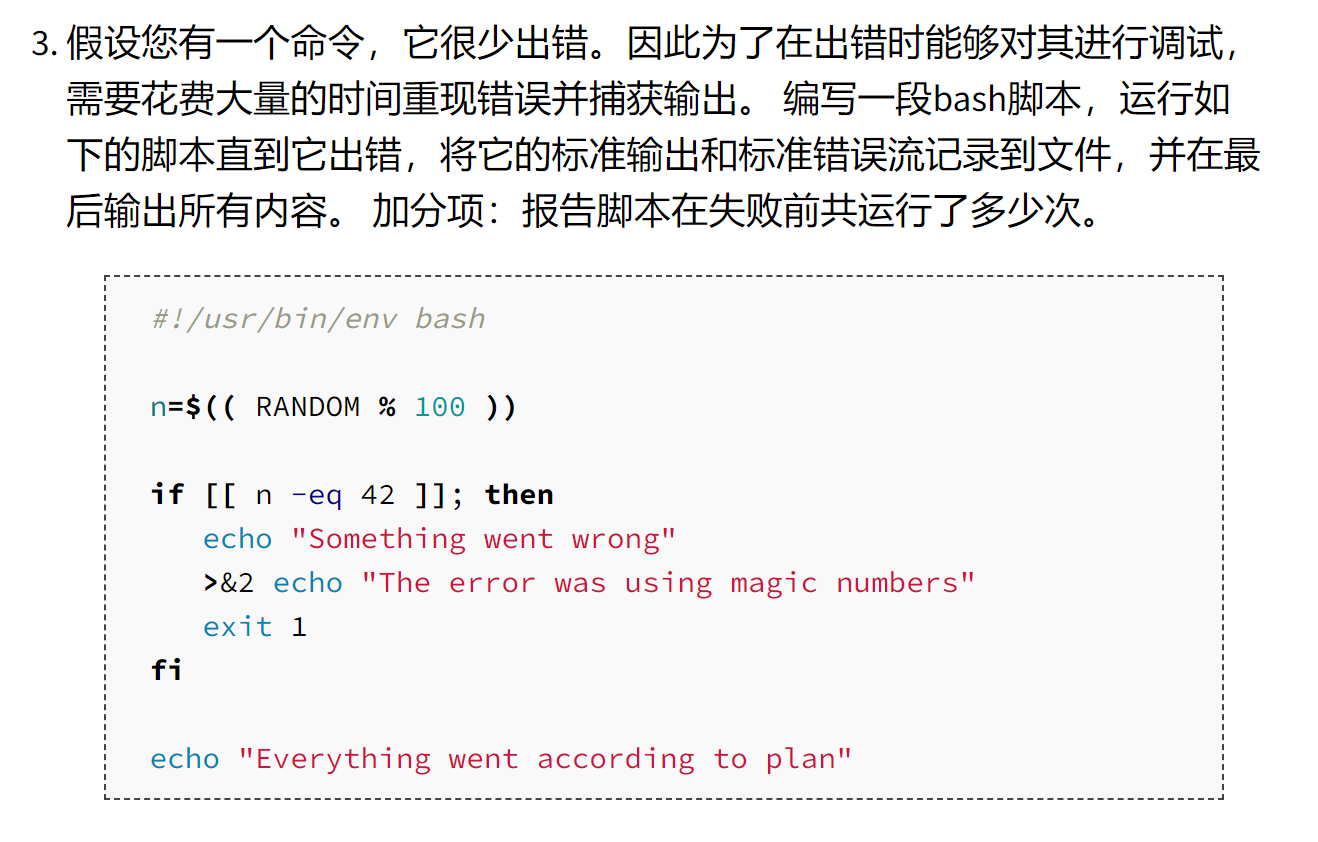 3. 假设您有一个命令，它很少出错。因此为了在出错时能够对其进行调试，
需要花费大量的时间重现错误并捕获输出。 编写一段bash脚本，运行如
下的脚本直到它出错，将它的标准输出和标准错误流记录到文件，并在最
后输出所有内容。 加分项：报告脚本在失败前共运行了多少次。
#!/usr/bin/env bash
n=$(( RANDOM % 100 ))
if [[ n -eq 42 ]]; then
echo "Something went wrong"
>&2 echo "The error was using magic numbers"
exit 1
fi
echo "Everything went according to plan"